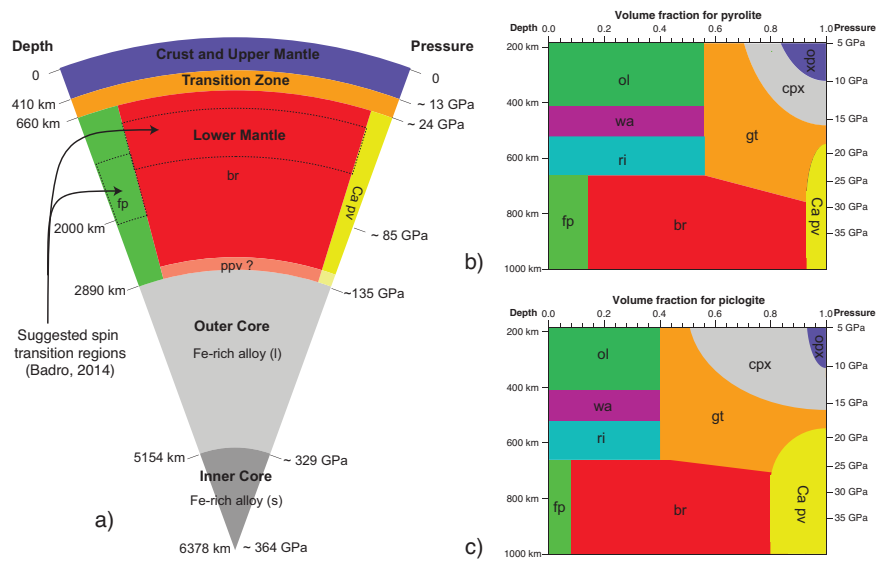 Depth
Pressure
Crust and Upper Mantle
0
0
Transition Zone
410 km
~ 13 GPa
660 km
~ 24 GPa
Lower Mantle
br
fp
Ca pv
2000 km
~ 85 GPa
ppv ?
2890 km
~135 GPa
Suggested spin
transition regions
(Badro, 2014)
Outer Core
Fe-rich alloy (l)
5154 km
~ 329 GPa
Inner Core
Fe-rich alloy (s)
a)
6378 km
~ 364 GPa
Volume fraction for pyrolite
Depth
0.0
0.2
0.4
0.6
0.8
1.0
Pressure
200 km
5 GPa
opx
ol
10 GPa
cpx
400 km
wa
15 GPa
gt
600 km
ri
20 GPa
25 GPa
800 km
fp
br
Ca pv
30 GPa
35 GPa
b)
1000 km
Volume fraction for piclogite
Depth
0.0
0.2
0.4
0.6
0.8
1.0
Pressure
200 km
5 GPa
opx
ol
cpx
10 GPa
400 km
wa
15 GPa
gt
600 km
ri
20 GPa
25 GPa
800 km
fp
br
Ca pv
30 GPa
35 GPa
c)
1000 km